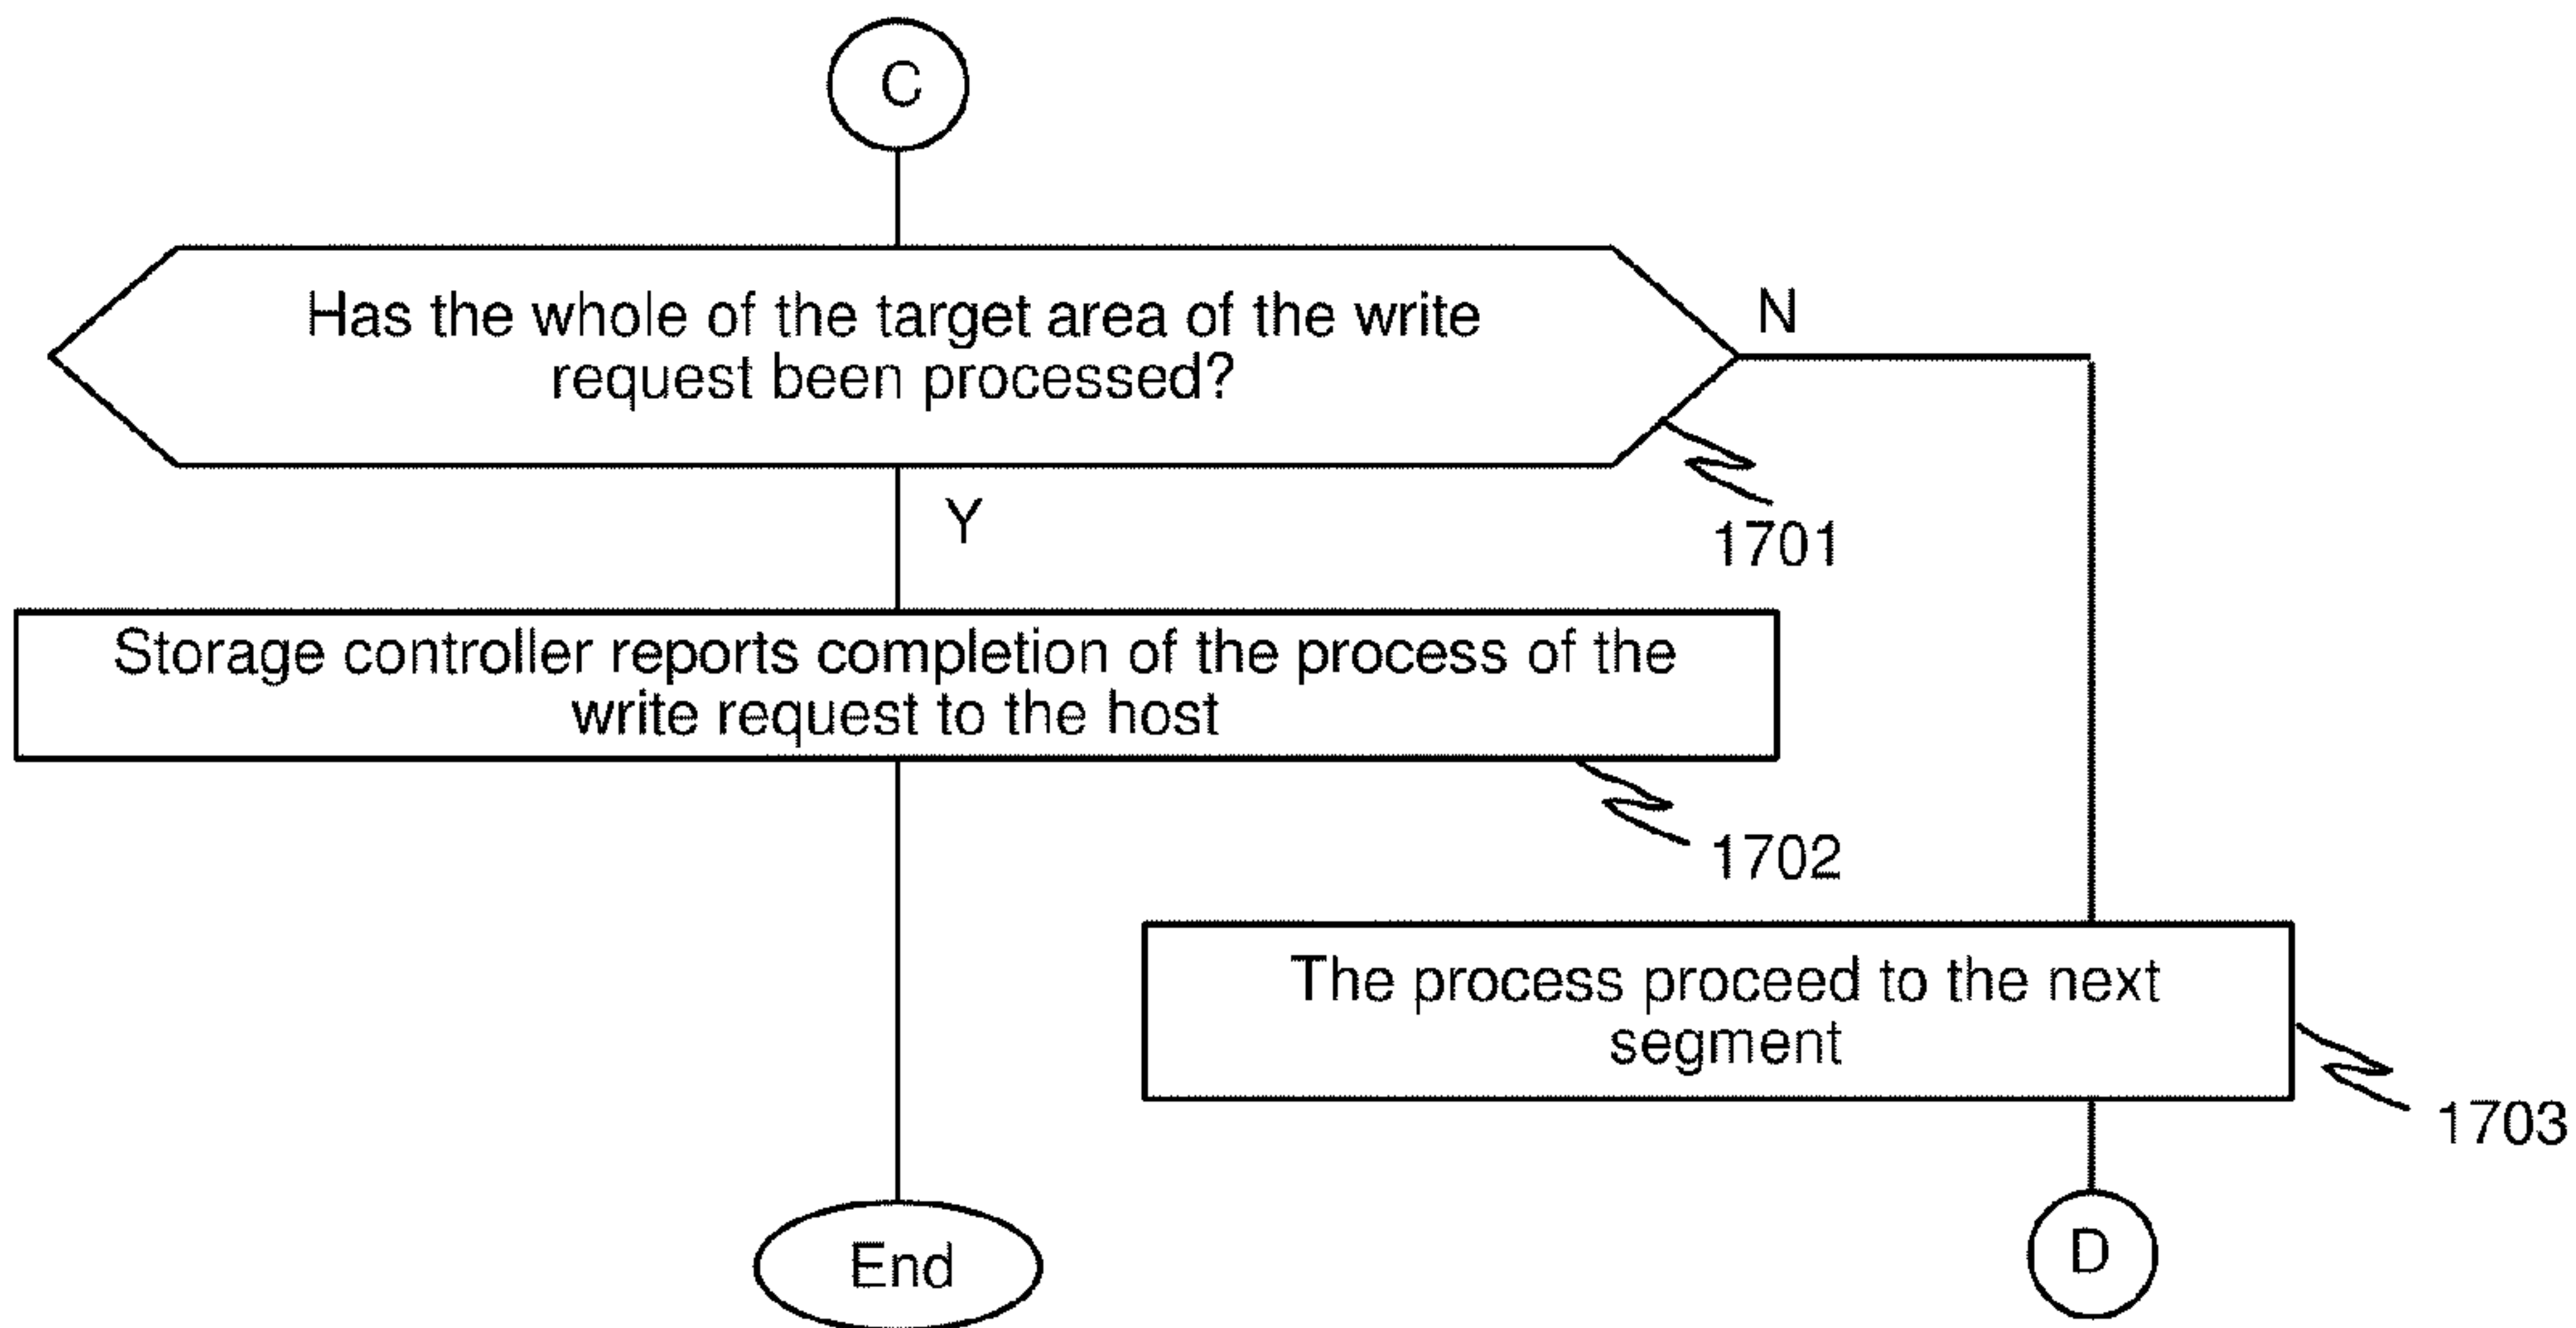 C
Has the whole of the target area of the write
request been processed?
N
1701
Y
Storage controller reports completion of the process of the
write request to the host
1702
The process proceed to the next
segment
1703
End
D